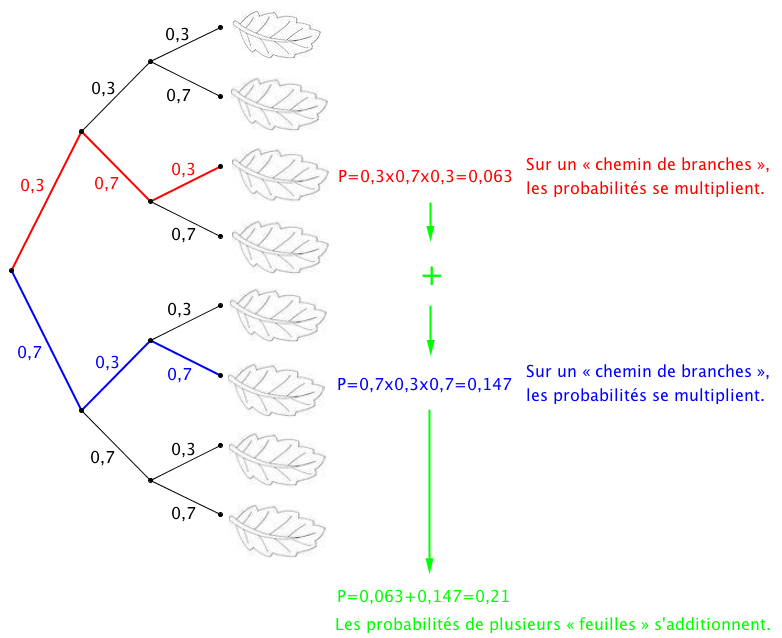 0,3
0,3
0,7
0,3
0,3
0,7
P=0,3x0,7x0,3=0,063
Sur un « chemin de branches »,
les probabilités se multiplient.
0,7
+
0,3
0,7
0,3
0,7
P=0,7x0,3x0,7=0,147
Sur un « chemin de branches »,
les probabilités se multiplient.
0,7
0,3
0,7
P=0,063+0,147=0,21
Les probabilités de plusieurs « feuilles » s'additionnent.